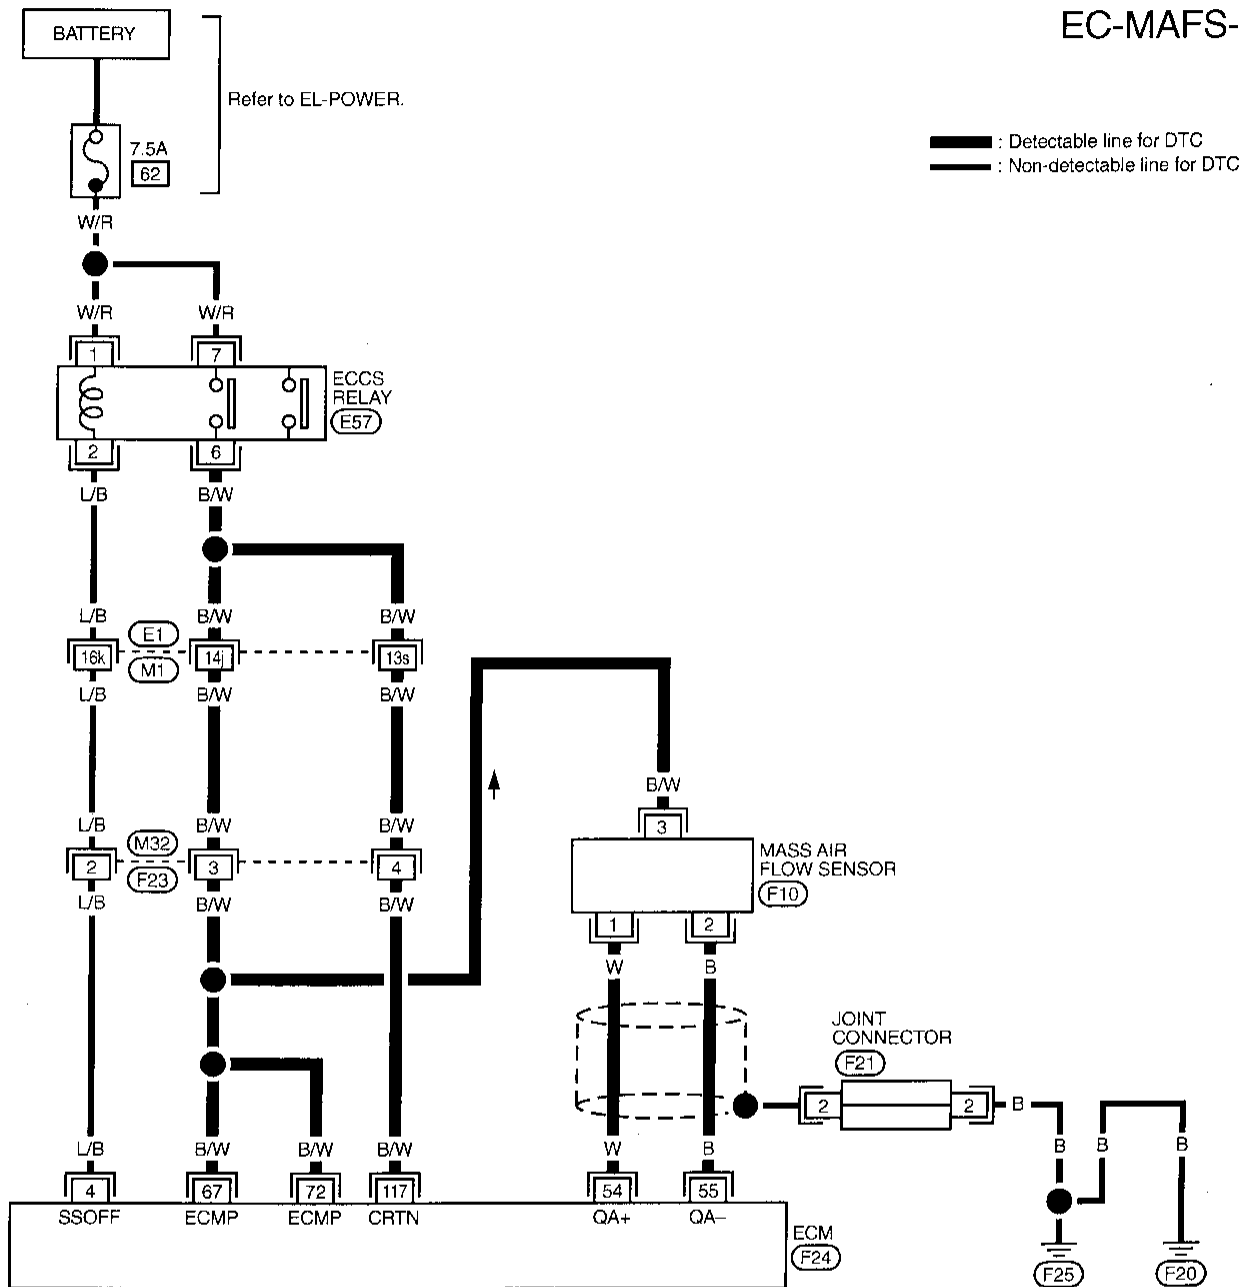 EC-MAFS-
BATTERY
Refer to EL-POWER.
7.5A
62
: Detectable line for DTC
: Non-detectable line for DTC
W/R
W/R W/R
1 7
ECCS
RELAY
E57
2 6
L/B B/W
L/B B/W B/W
E1
16k 14j 13s
M1
L/B B/W B/W
B/W
3
L/B B/W B/W
M32
2 3 4
F23
L/B B/W B/W
MASS AIR
FLOW SENSOR
F10
1 2
W B
JOINT
CONNECTOR
F21
2 2 B
B B B
L/B B/W B/W B/W W B
4 67 72 117 54 55
SSOFF ECMP ECMP CRTN QA+ QA–
ECM
F24
F25 F20